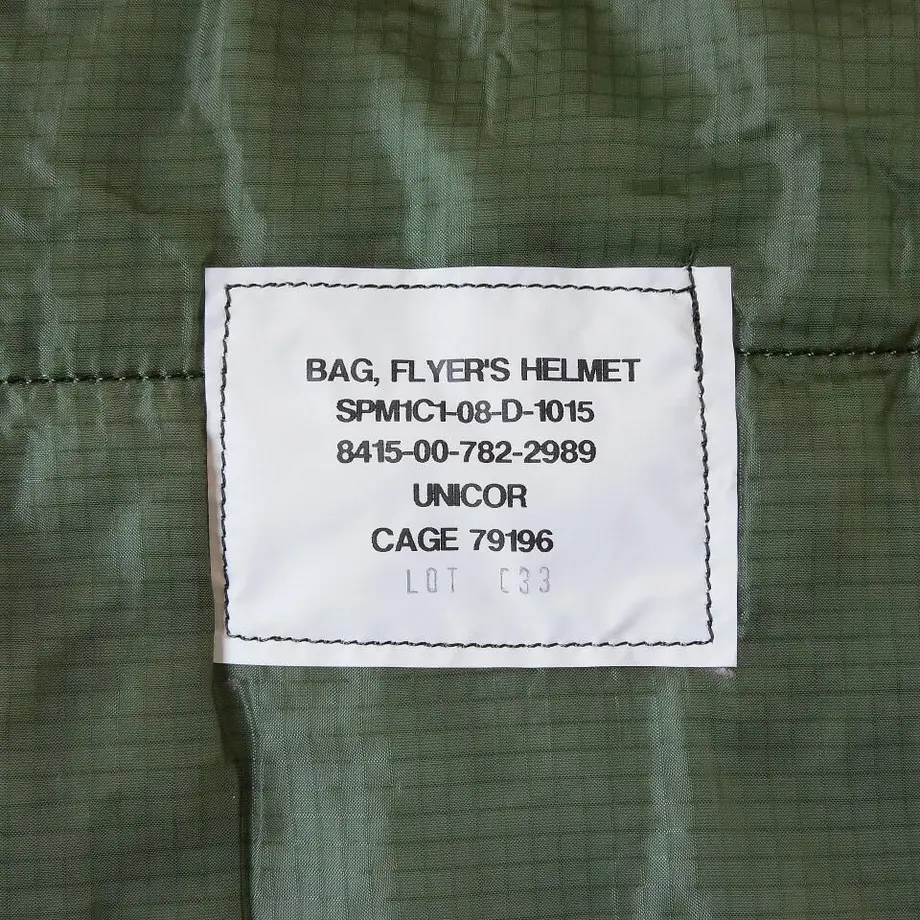 BAG, FLYER'S HELMET
SPM1C1-08-D-1015
8415-00-782-2989
UNICOR
CAGE 79196
LOT C33